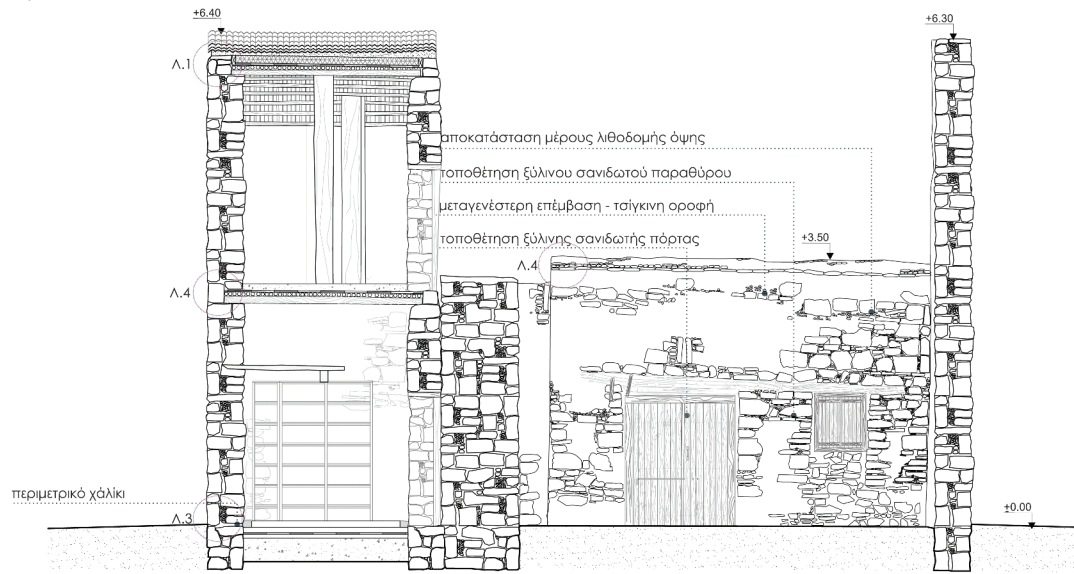 +6.40
+6.30
Λ.1
αποκατάσταση μέρους λιθοδομής όψης
τοποθέτηση ξύλινου σανιδωτού παραθύρου
μεταγενέστερη επέμβαση - τσίγκινη οροφή
τοποθέτηση ξύλινης σανιδωτής πόρτας
+3.50
Λ.4
Λ.4
περιμετρικό χάλίκι
Λ.3
±0.00